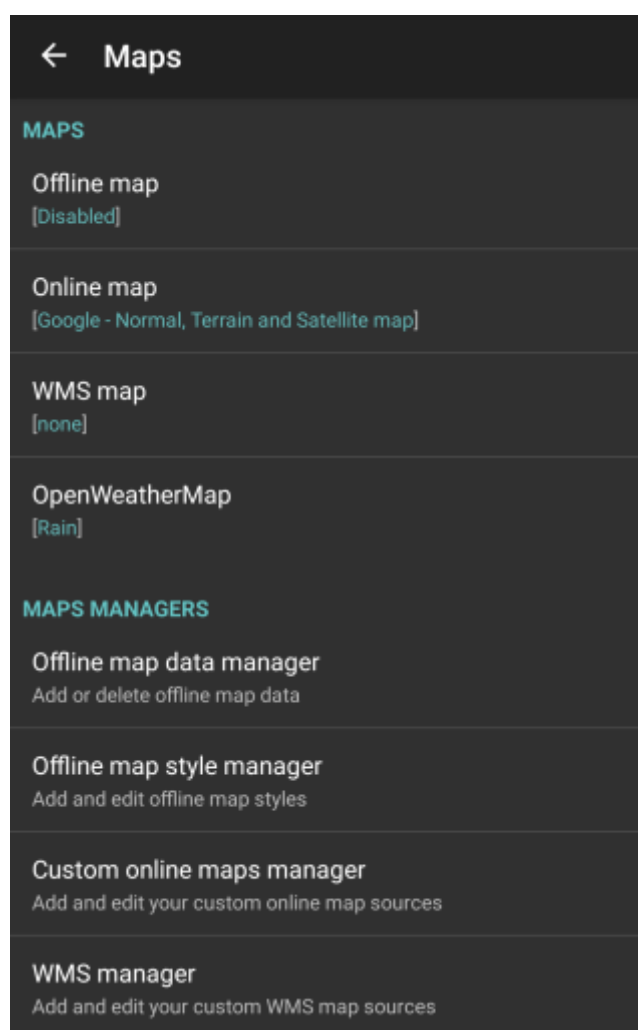 Maps
MAPS
Offline map
[Disabled]
Online map
[Google - Normal, Terrain and Satellite map]
WMS map
[none]
OpenWeatherMap
[Rain]
MAPS MANAGERS
Offline map data manager
Add or delete offline map data
Offline map style manager
Add and edit offline map styles
Custom online maps manager
Add and edit your custom online map sources
WMS manager
Add and edit your custom WMS map sources